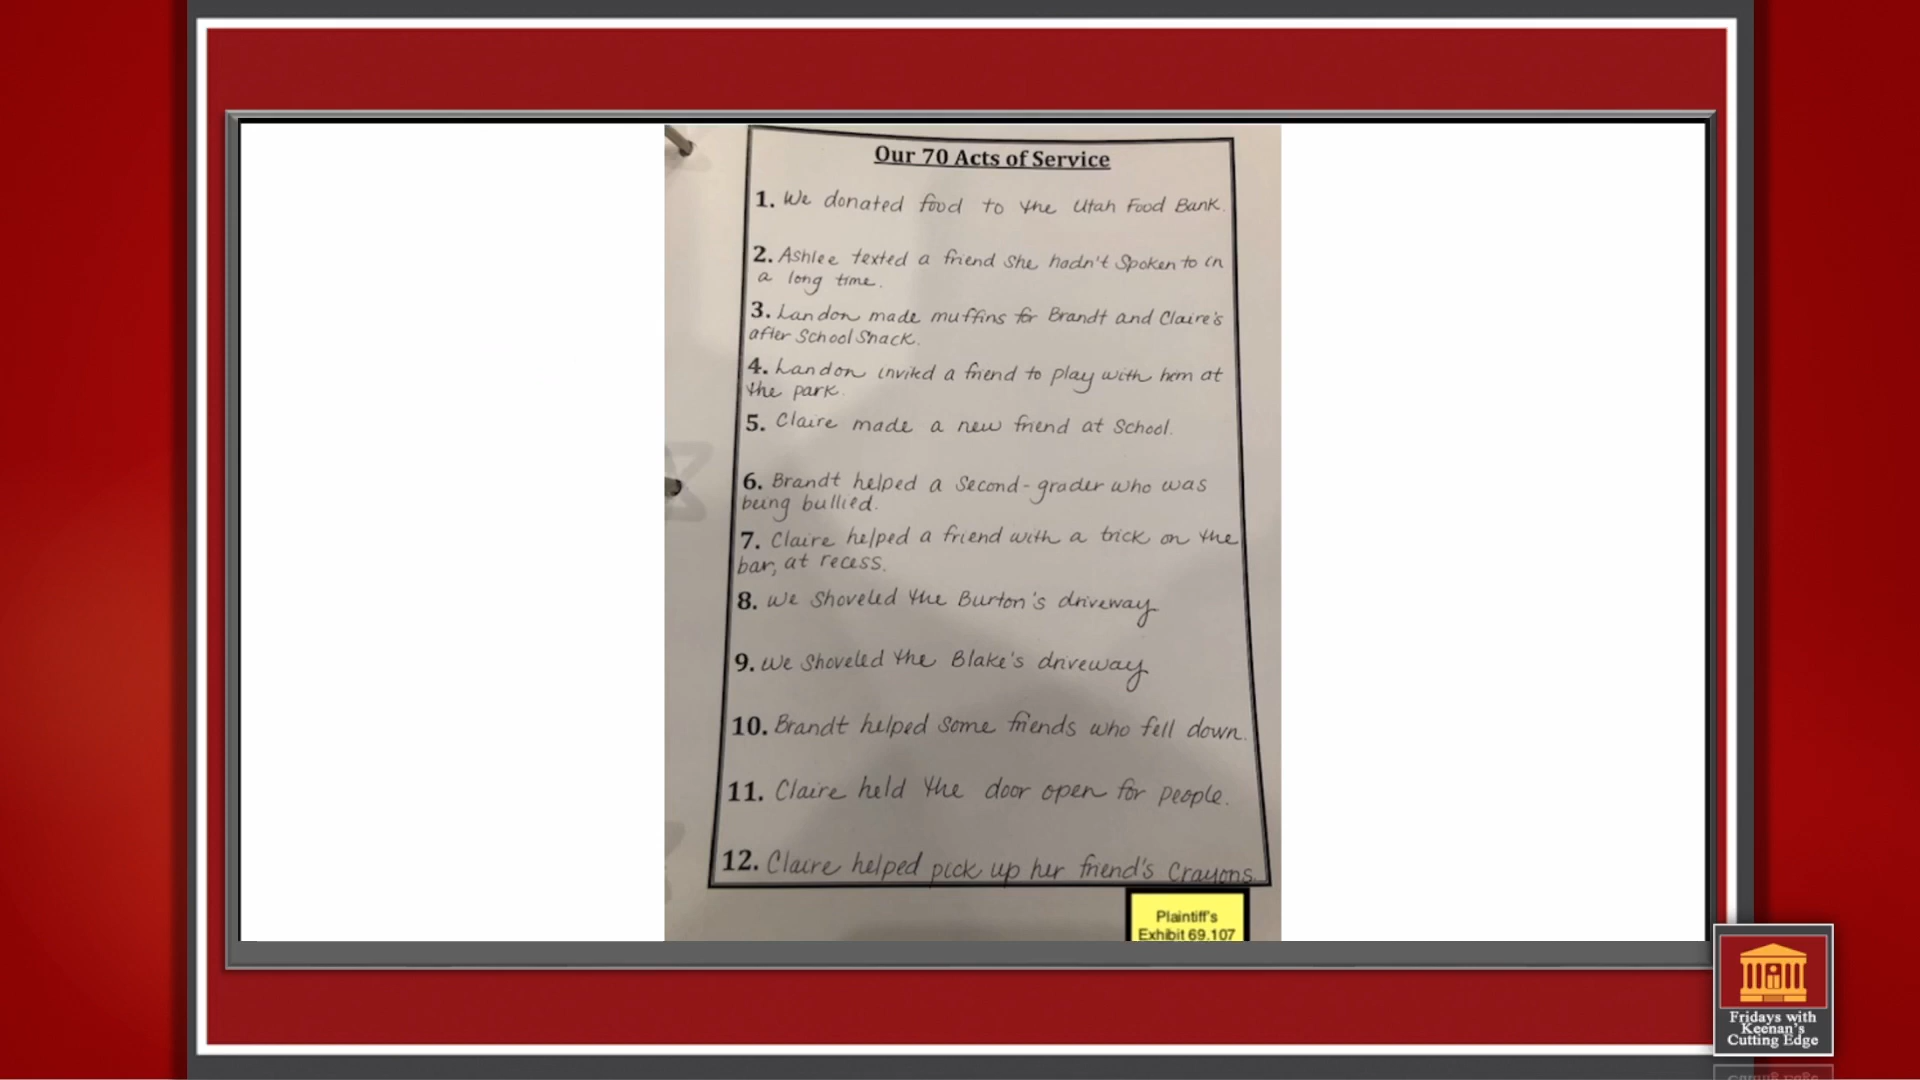 Our 70 Acts of Service
1. We donated food to the Utah Food Bank.
2. Ashlee texted a friend she hadn't spoken to in
a long time.
3. Landon made muffins for Brandt and Claire's
after School Snack.
4. Landon invited a friend to play with him at
the park.
5. Claire made a new friend at School.
6. Brandt helped a Second-grader who was
being bullied.
7. Claire helped a friend with a trick on the
bar, at recess.
8. We Shoveled the Burton's driveway
9. We Shoveled the Blake's driveway
10. Brandt helped some friends who fell down.
11. Claire held the door open for people.
12. Claire helped pick up her friend's Crayons.
Plaintiff's
Exhibit 69.107
Fridays with
Keenan's
Cutting Edge